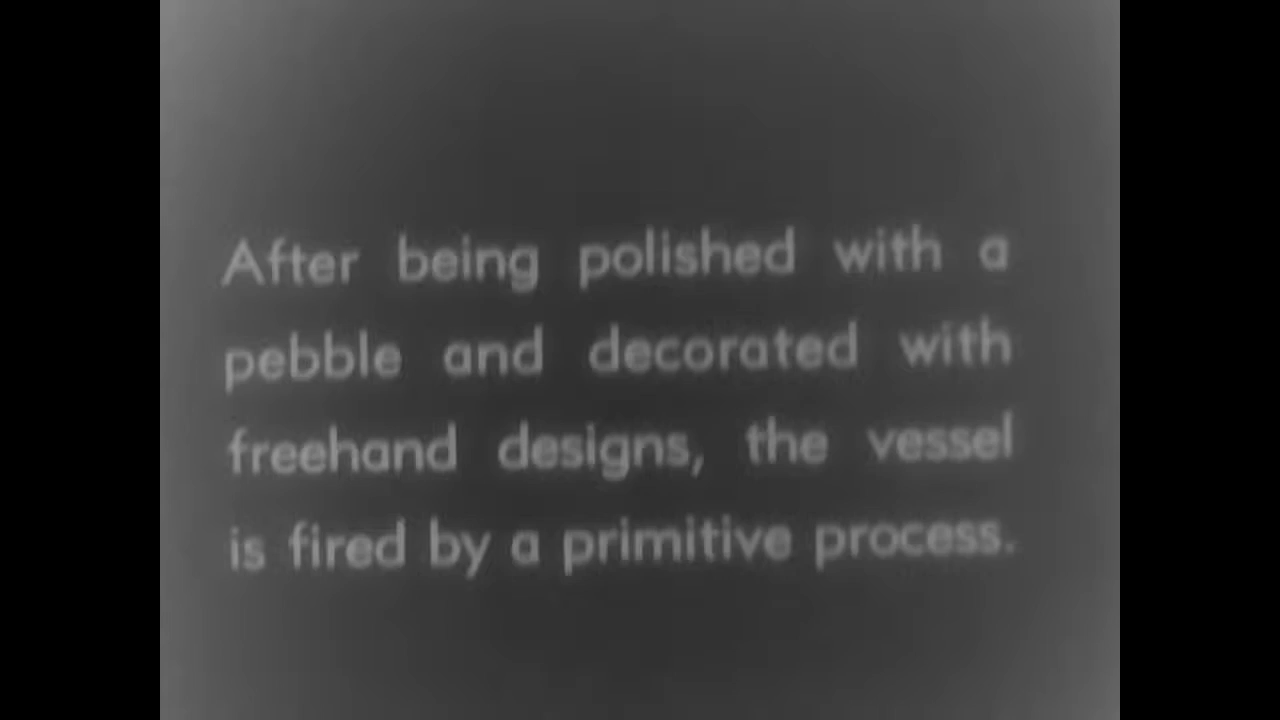 After being polished with a
pebble and decorated with
freehand designs, the vessel
is fired by a primitive process.